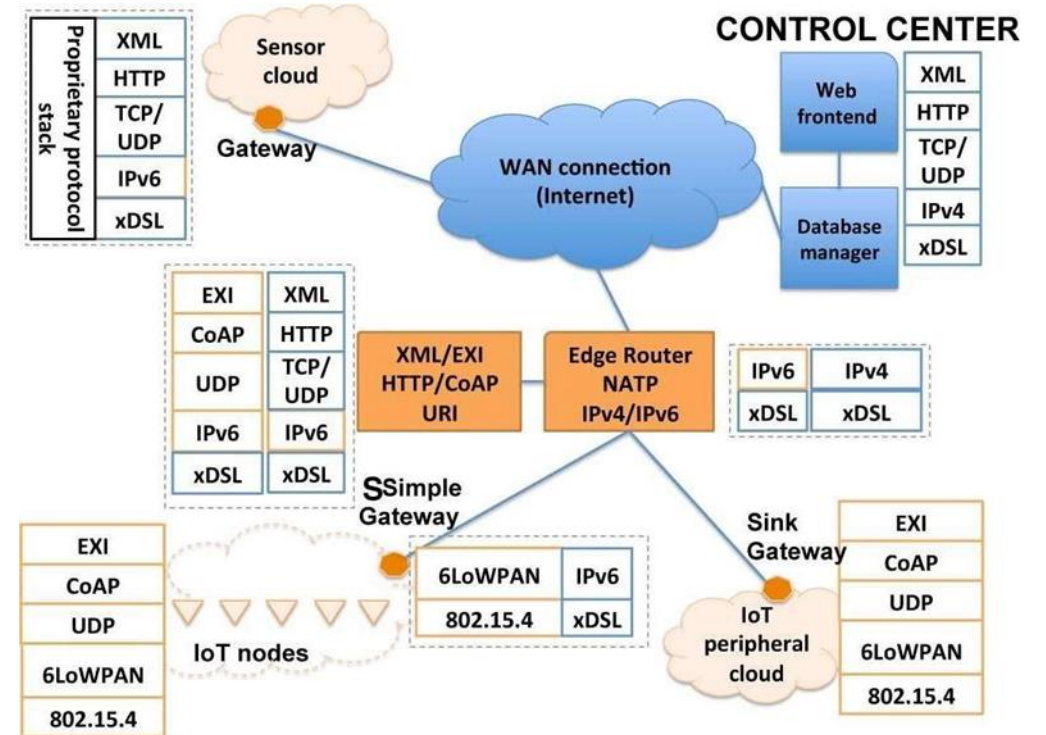 CONTROL CENTER
Proprietary protocol
stack
XML
HTTP
TCP/
UDP
IPv6
xDSL
Sensor
cloud
Gateway
WAN connection
(Internet)
Web
frontend
Database
manager
XML
HTTP
TCP/
UDP
IPv4
xDSL
EXI
CoAP
UDP
IPv6
xDSL
XML
HTTP
TCP/
UDP
IPv6
xDSL
XML/EXI
HTTP/CoAP
URI
Edge Router
NATP
IPv4/IPv6
IPv6
IPv4
xDSL
xDSL
SSimple
Gateway
Sink
Gateway
EXI
CoAP
UDP
6LoWPAN
802.15.4
IoT nodes
6LoWPAN
IPv6
802.15.4
xDSL
IoT
peripheral
cloud
EXI
CoAP
UDP
6LoWPAN
802.15.4